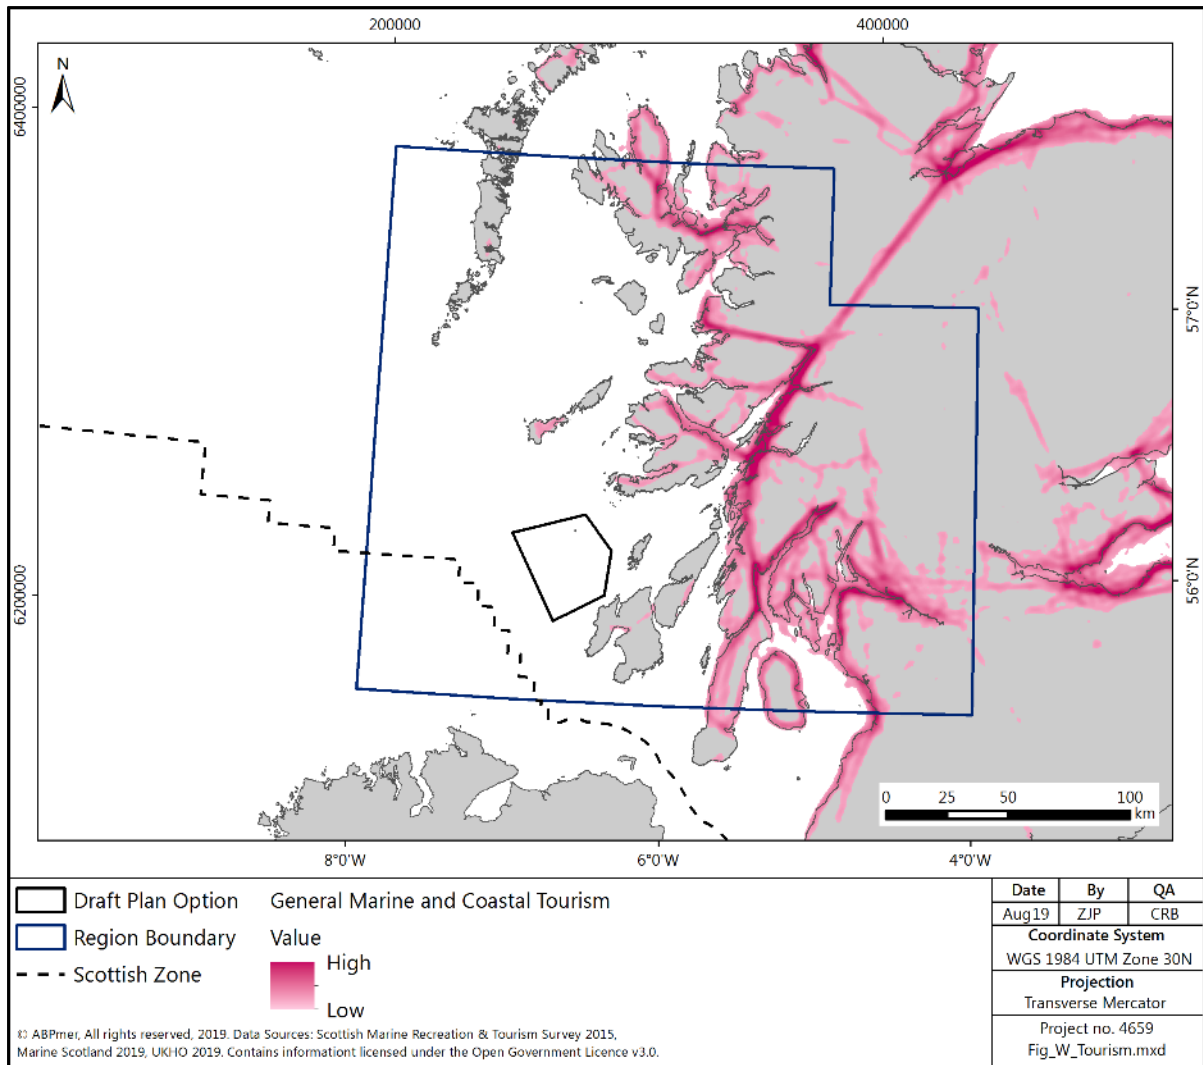 200000 400000
N
6400000
57°0'N
56°0'N
6200000
0 25 50 100
km
8°0'W 6°0'W 4°0'W
Draft Plan Option General Marine and Coastal Tourism
Region Boundary Value
Scottish Zone High
Low
Date By QA
Aug19 ZJP CRB
Coordinate System
WGS 1984 UTM Zone 30N
Projection
Transverse Mercator
Project no. 4659
Fig_W_Tourism.mxd
© ABPmer, All rights reserved, 2019. Data Sources: Scottish Marine Recreation & Tourism Survey 2015,
Marine Scotland 2019, UKHO 2019. Contains informationt licensed under the Open Government Licence v3.0.